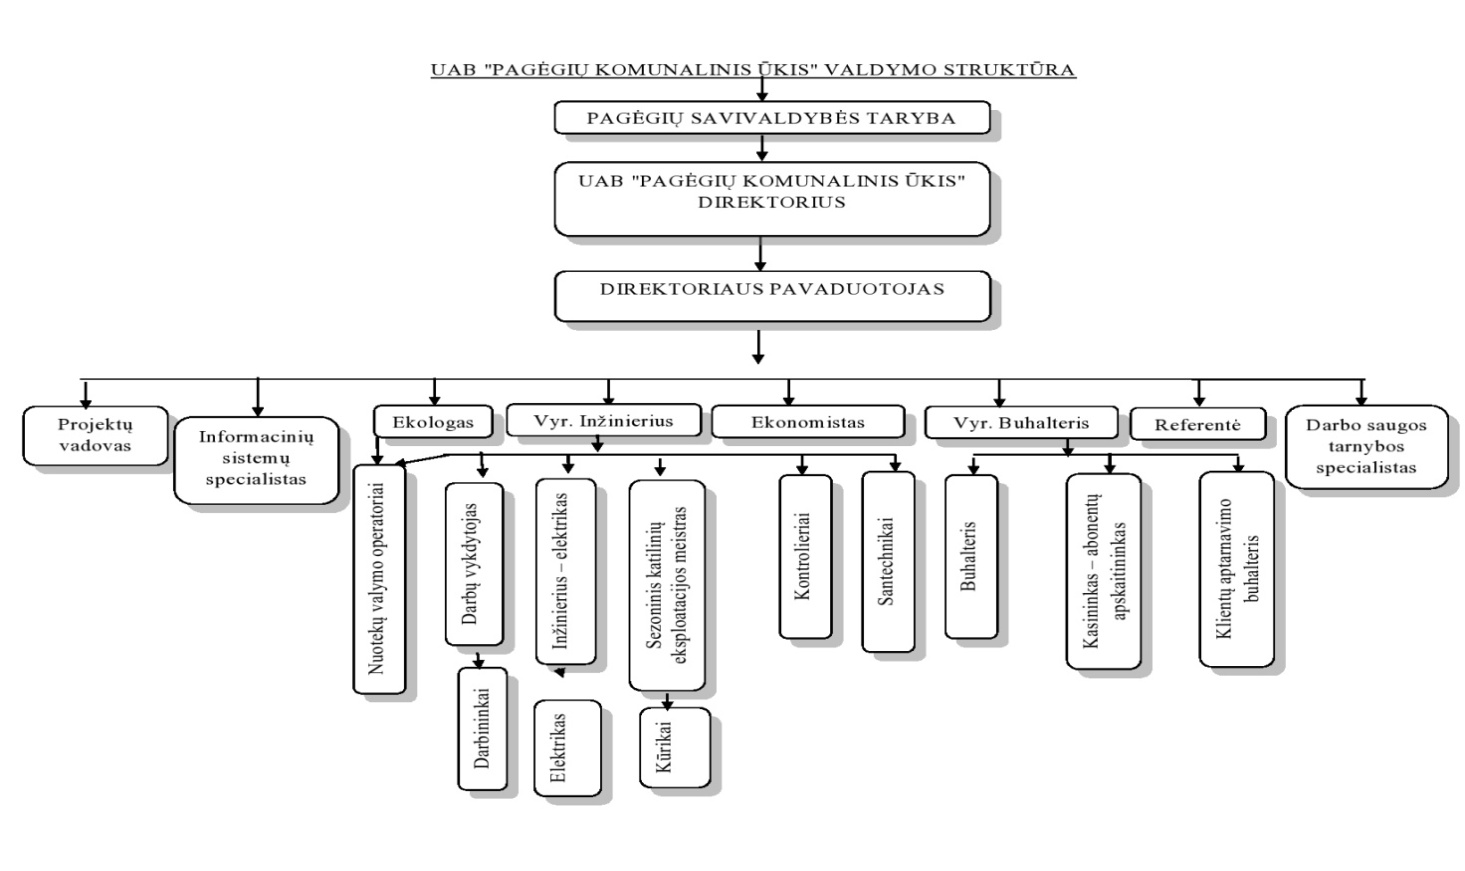 UAB "PAGĖGIŲ KOMUNALINIS ŪKIS" VALDYMO STRUKTŪRA
PAGĖGIŲ SAVIVALDYBĖS TARYBA
UAB "PAGĖGIŲ KOMUNALINIS ŪKIS"
DIREKTORIUS
DIREKTORIAUS PAVADUOTOJAS
Projektų
vadovas
Informacinių
sistemų
specialistas
Ekologas
Vyr. Inžinierius
Ekonomistas
Vyr. Buhalteris
Referentė
Darbo saugos
tarnybos
specialistas
Nuotekų valymo operatoriai
Darbų vykdytojas
Inžinierius – elektrikas
Sezoninis katilinių
eksploatacijos meistras
Kontrolieriai
Santechnikai
Buhalteris
Kasininkas – abonentų
apskaitininkas
Klientų aptarnavimo
buhalteris
Darbininkai
Elektrikas
Kūrikai